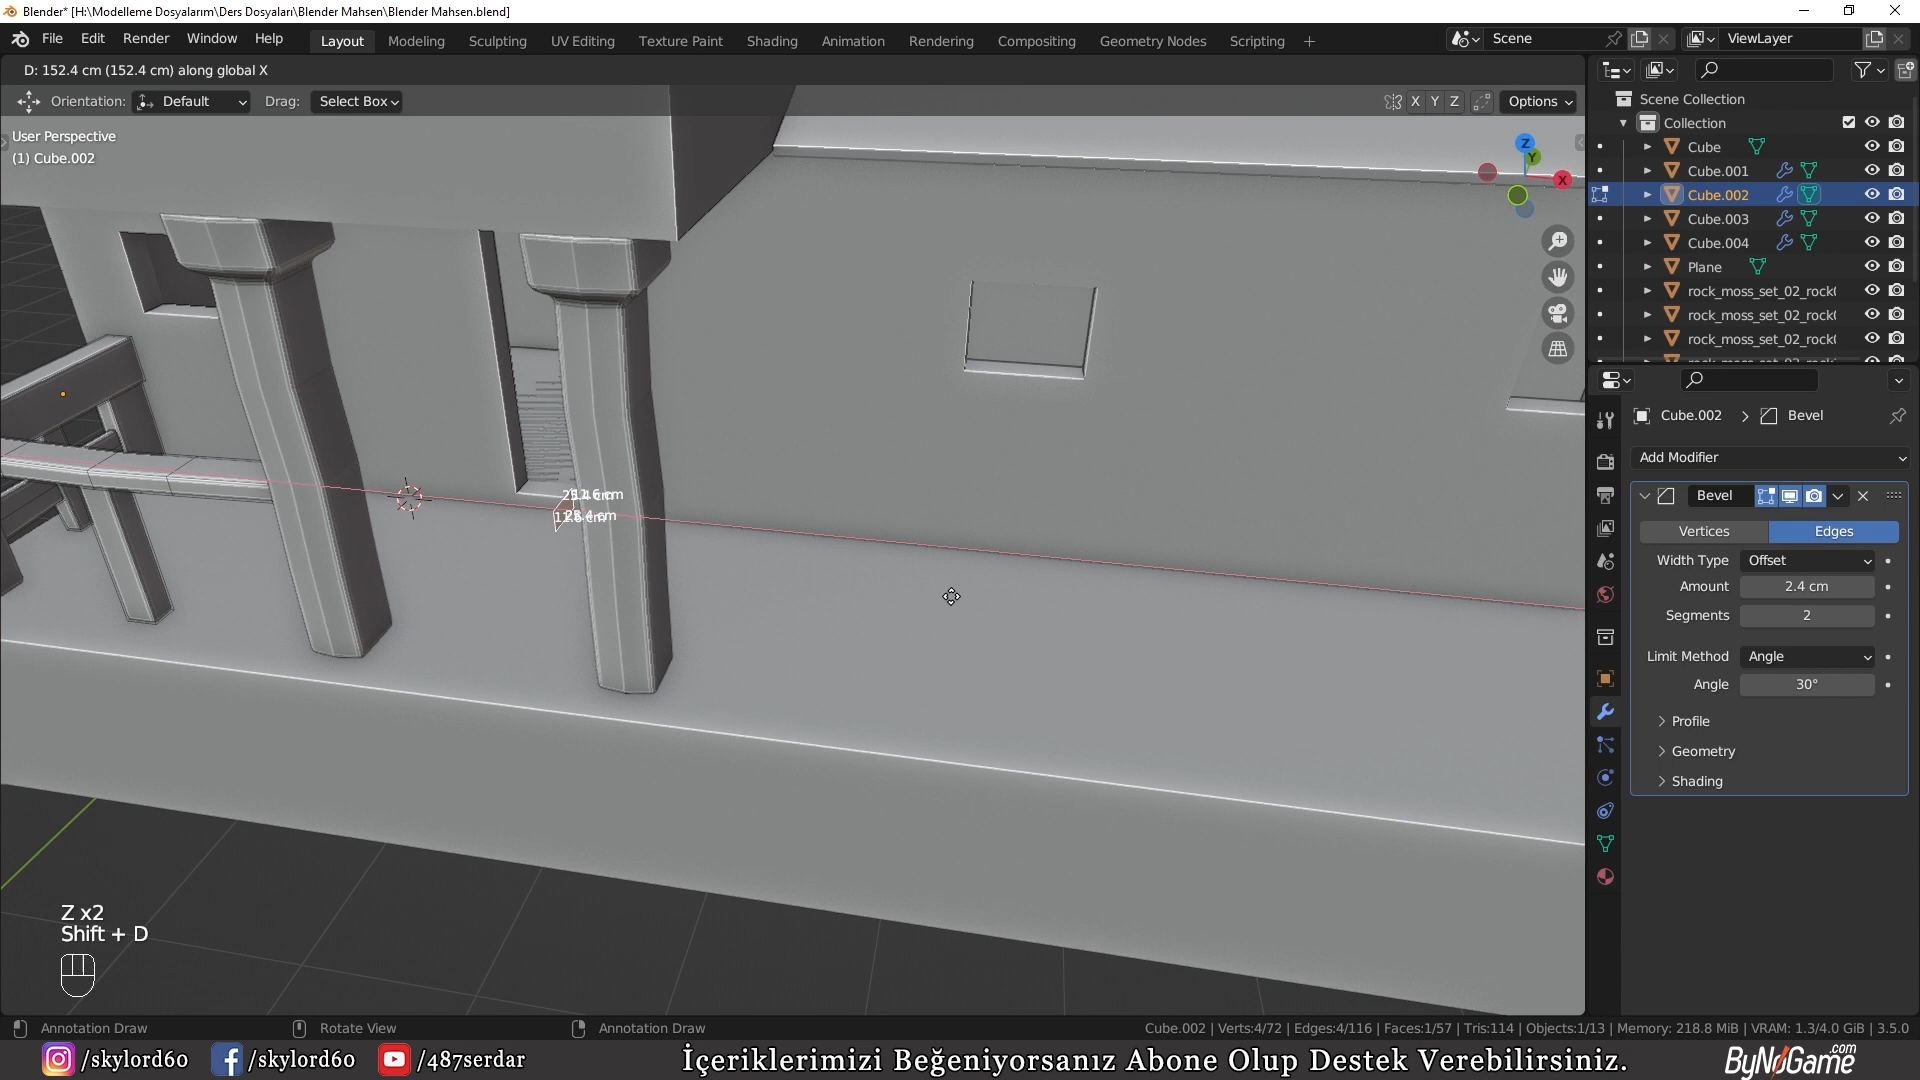 Blender* [H:\Modelleme Dosyalarım\Ders Dosyaları\Blender Mahsen\Blender Mahsen.blend]
File Edit Render Window Help
Layout Modeling Sculpting UV Editing Texture Paint Shading Animation Rendering Compositing Geometry Nodes Scripting +
Scene
ViewLayer
D: 152.4 cm (152.4 cm) along global X
Orientation: Default Drag: Select Box
X Y Z Options
User Perspective
(1) Cube.002
Z
Y
X
Scene Collection
Collection
Cube
Cube.001
Cube.002
Cube.003
Cube.004
Plane
rock_moss_set_02_rock
rock_moss_set_02_rock
rock_moss_set_02_rock
Cube.002 > Bevel
Add Modifier
Bevel
Vertices Edges
Width Type Offset
Amount 2.4 cm
Segments 2
Limit Method Angle
Angle 30°
Profile
Geometry
Shading
Z x2
Shift + D
Annotation Draw Rotate View Annotation Draw
Cube.002 | Verts:4/72 | Edges:4/116 | Faces:1/57 | Tris:114 | Objects:1/13 | Memory: 218.8 MiB | VRAM: 1.3/4.0 GiB | 3.5.0
/skylord60 /skylord60 /487serdar
İçeriklerimizi Beğeniyorsanız Abone Olup Destek Verebilirsiniz.
ByNoGame.com